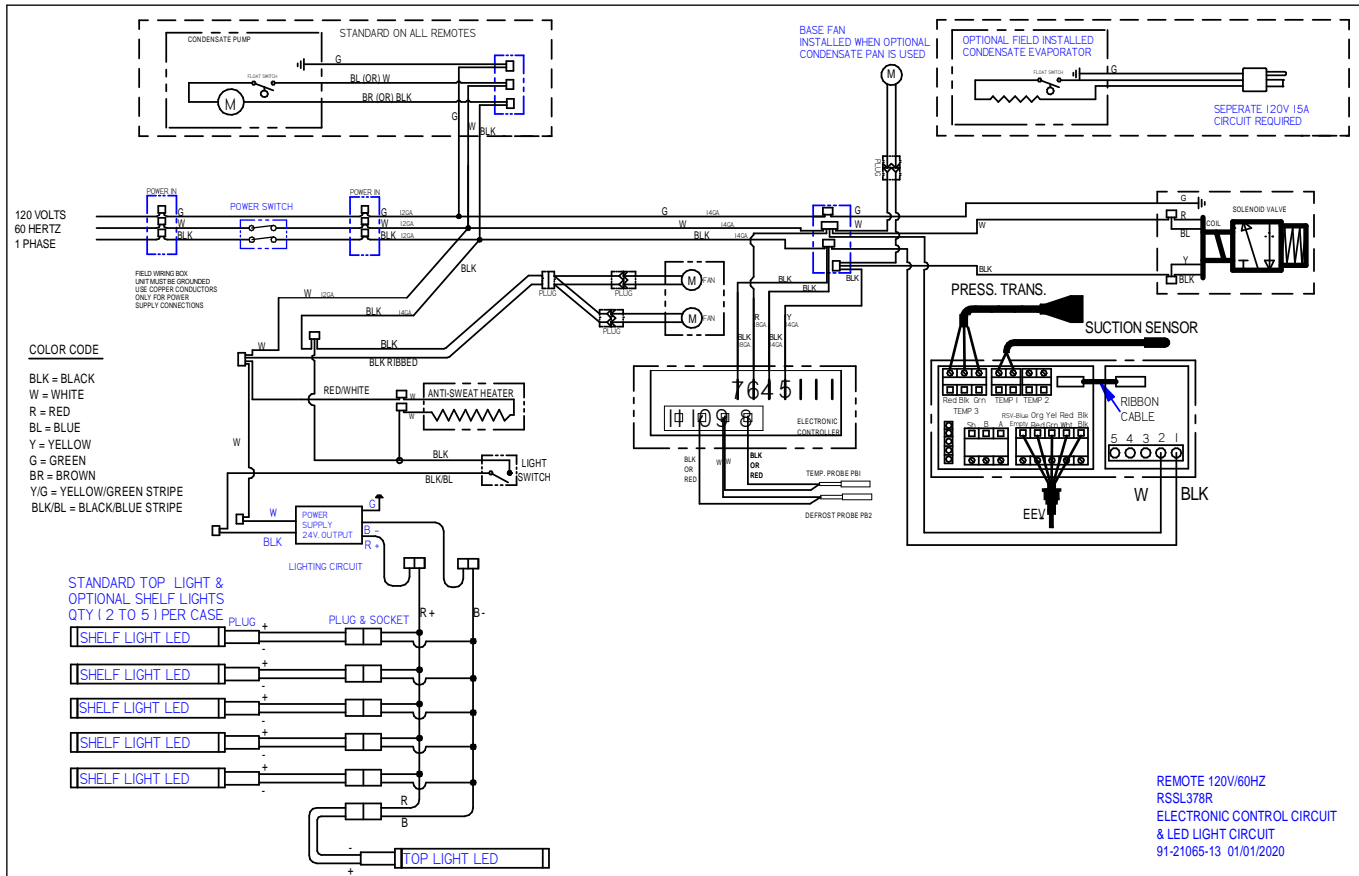 STANDARD ON ALL REMOTES
CONDENSATE PUMP
FLOAT SWITCH
M
G
BL (OR) W
BR (OR) BLK
G
W
BLK
BASE FAN
INSTALLED WHEN OPTIONAL
CONDENSATE PAN IS USED
M
PLUG
OPTIONAL FIELD INSTALLED
CONDENSATE EVAPORATOR
FLOAT SWITCH
G
SEPERATE 120V 15A
CIRCUIT REQUIRED
120 VOLTS
60 HERTZ
1 PHASE
POWER IN
G
W
BLK
POWER SWITCH
POWER IN
G 12GA.
W 12GA.
BLK 12GA.
G 14GA.
W 14GA.
BLK 14GA.
G
W
BLK
G
W
BLK
R
BL
Y
BLK
COIL
SOLENOID VALVE
FIELD WIRING BOX
UNIT MUST BE GROUNDED
USE COPPER CONDUCTORS
ONLY FOR POWER
SUPPLY CONNECTIONS
W 12GA.
BLK 14GA.
BLK
BLK RIBBED
PLUG
PLUG
PLUG
M FAN
M FAN
BLK
BLK
BLK
R
Y
BLK
BLK
18GA.
18GA.
14GA.
14GA.
COLOR CODE
BLK = BLACK
W = WHITE
R = RED
BL = BLUE
Y = YELLOW
G = GREEN
BR = BROWN
Y/G = YELLOW/GREEN STRIPE
BLK/BL = BLACK/BLUE STRIPE
W
RED/WHITE
W
W
ANTI-SWEAT HEATER
W
BLK
BLK/BL
LIGHT
SWITCH
7 6 4 5
11 10 9 8
ELECTRONIC
CONTROLLER
BLK
OR
RED
W
W
BLK
OR
RED
TEMP. PROBE PB1
DEFROST PROBE PB2
PRESS. TRANS.
SUCTION SENSOR
Red Blk Grn
TEMP 3
TEMP 1 TEMP 2
RIBBON
CABLE
Sh B A
RSV-Blue Org Yel Red Blk
Empty Red Grn Wht Blk
5 4 3 2 1
W
BLK
EEV
W
BLK
POWER
SUPPLY
24V. OUTPUT
G
B -
R +
LIGHTING CIRCUIT
R+
B-
STANDARD TOP LIGHT &
OPTIONAL SHELF LIGHTS
QTY ( 2 TO 5 ) PER CASE
PLUG
PLUG & SOCKET
SHELF LIGHT LED + -
SHELF LIGHT LED + -
SHELF LIGHT LED + -
SHELF LIGHT LED + -
SHELF LIGHT LED + -
R
B
- +
TOP LIGHT LED
REMOTE 120V/60HZ
RSSL378R
ELECTRONIC CONTROL CIRCUIT
& LED LIGHT CIRCUIT
91-21065-13 01/01/2020